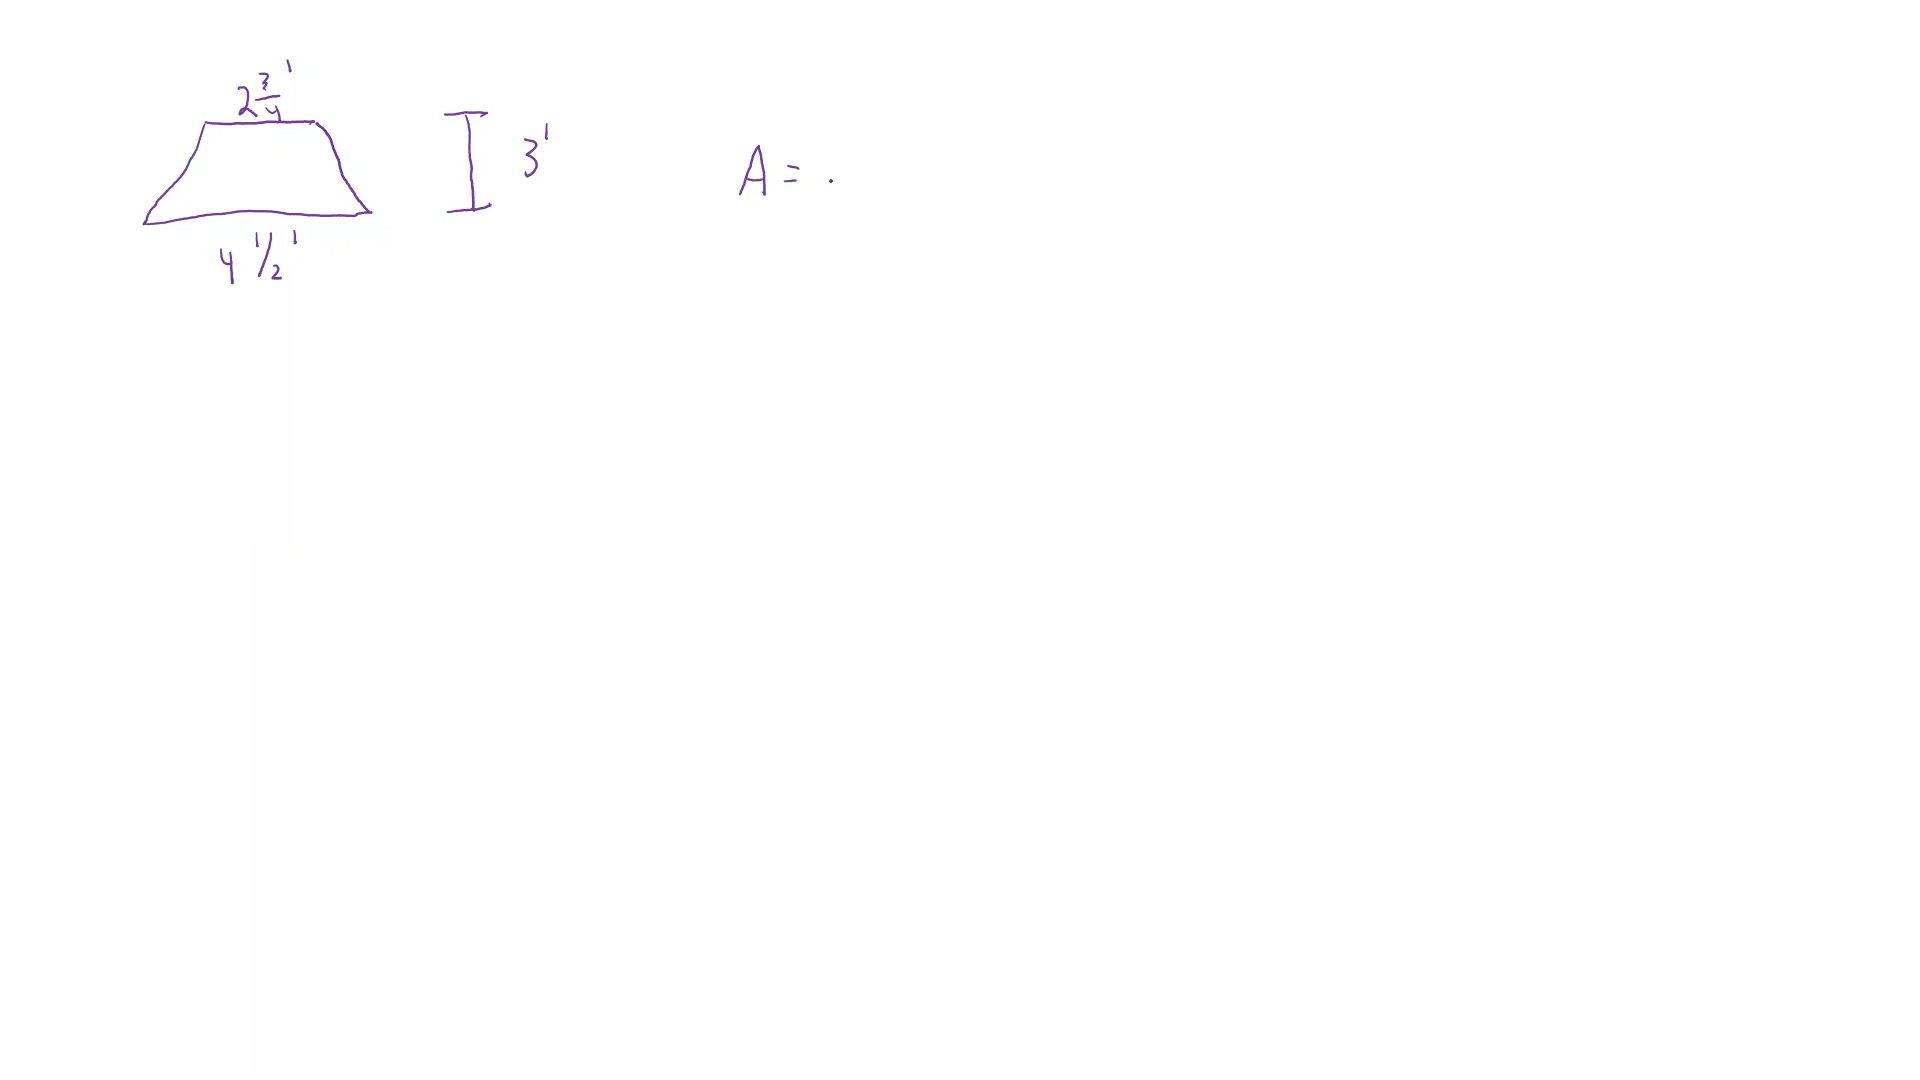 2 3/4 '
3'
A = .
4 1/2 '